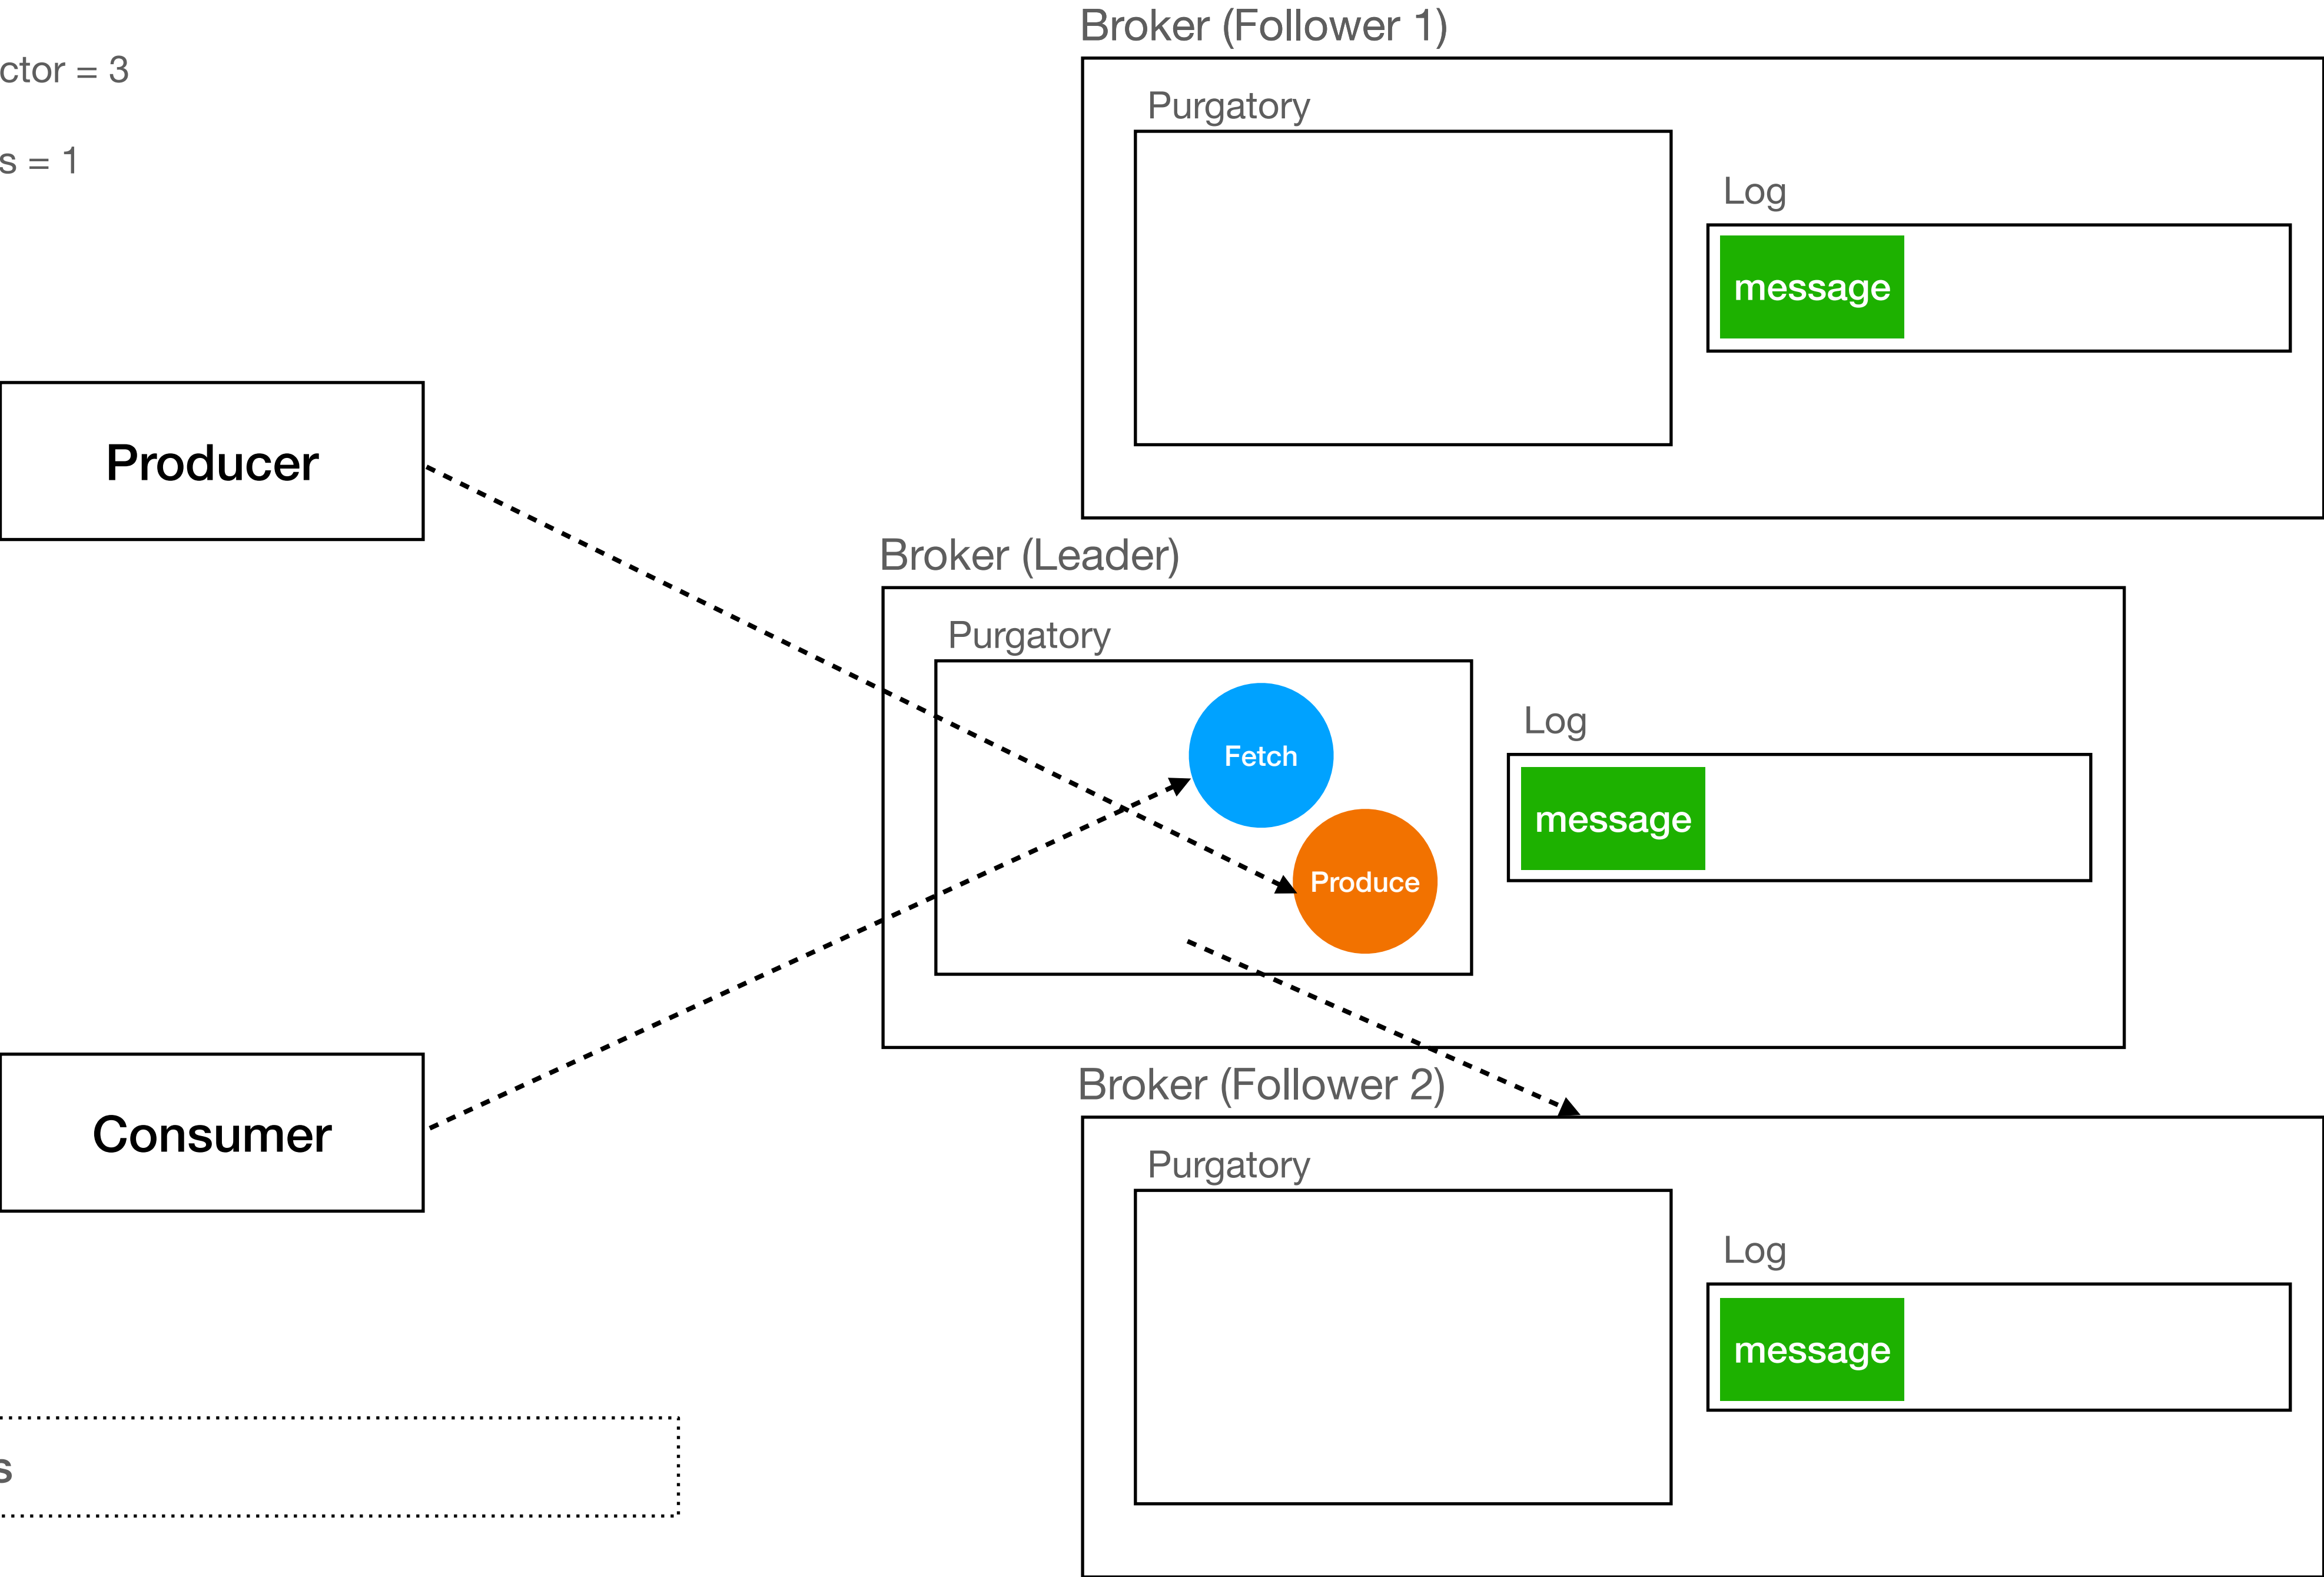 ctor = 3
s = 1
Producer
Consumer
s
Broker (Follower 1)
Purgatory
Log
message
Broker (Leader)
Purgatory
Fetch
Produce
Log
message
Broker (Follower 2)
Purgatory
Log
message